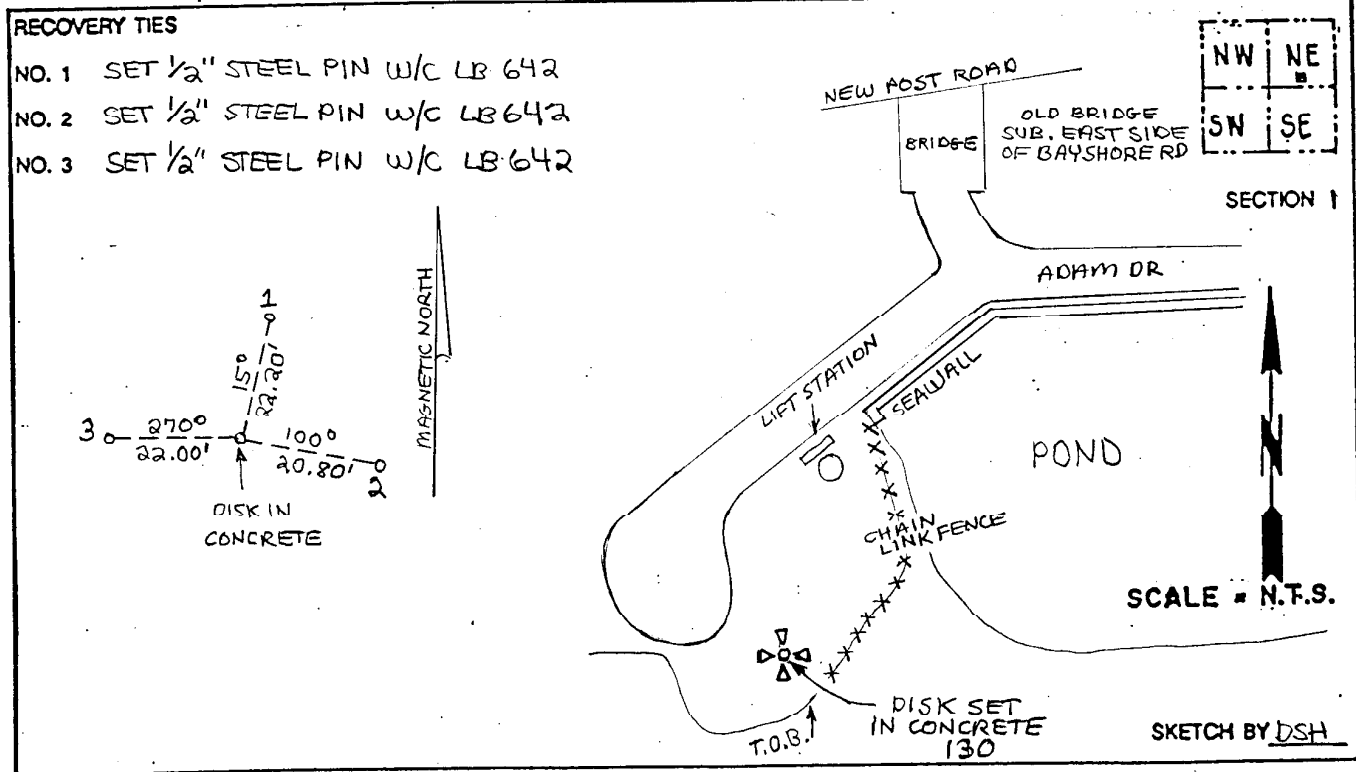 RECOVERY TIES
NO. 1 SET 1/2" STEEL PIN W/C LB 642
NO. 2 SET 1/2" STEEL PIN W/C LB 642
NO. 3 SET 1/2" STEEL PIN W/C LB 642
NW NE
SN SE
SECTION 1
NEW POST ROAD
BRIDGE
OLD BRIDGE
SUB. EAST SIDE
OF BAYSHORE RD
ADAM DR
MAGNETIC NORTH
1
15°
22.20'
3
270°
22.00'
100°
20.80'
2
DISK IN
CONCRETE
LIFT STATION
SEAWALL
POND
CHAIN
LINK FENCE
N
SCALE = N.T.S.
DISK SET
IN CONCRETE
130
T.O.B.
SKETCH BY DSH